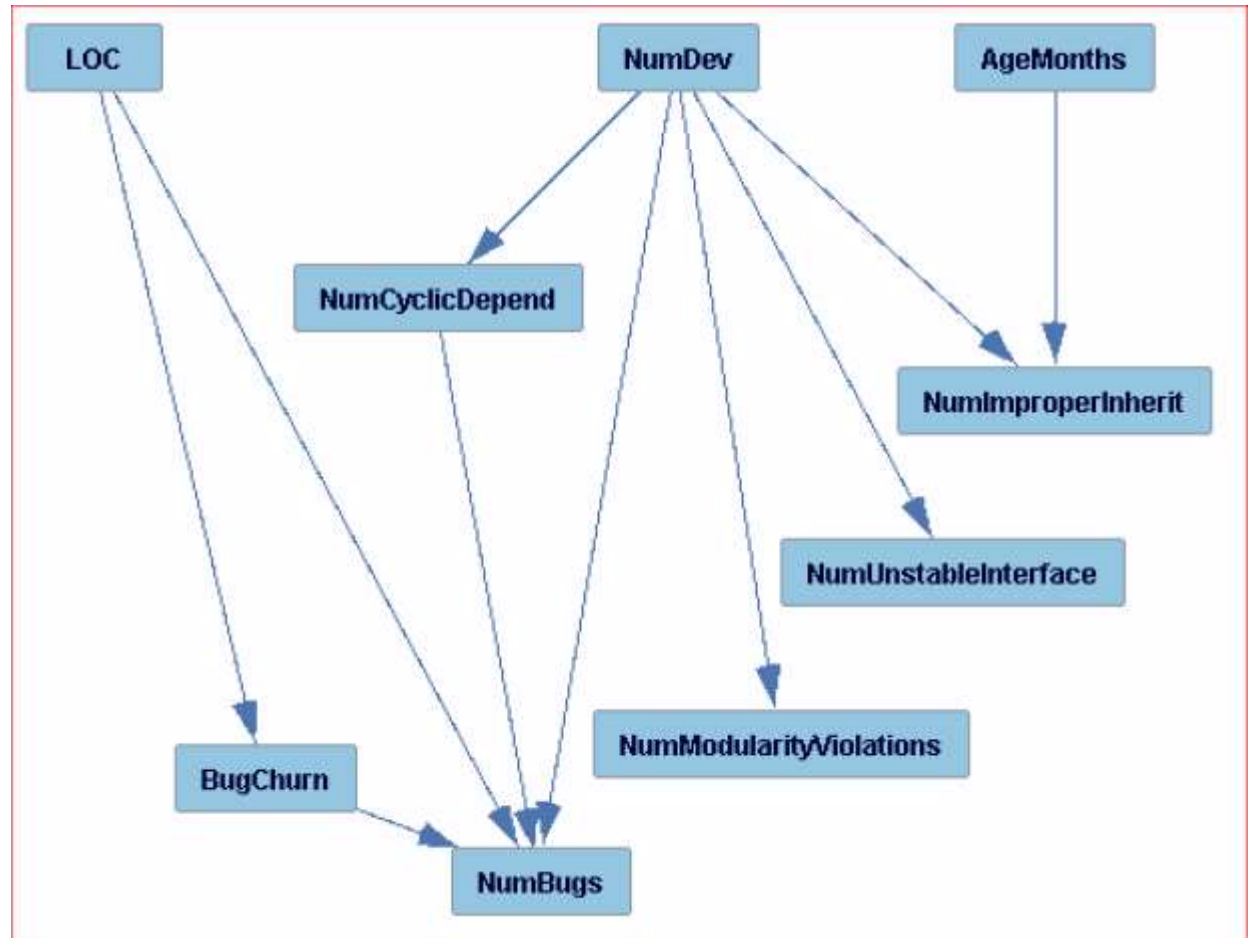 LOC
NumDev
AgeMonths
NumCyclicDepend
NumImproperInherit
NumUnstableInterface
NumModularityViolations
BugChurn
NumBugs